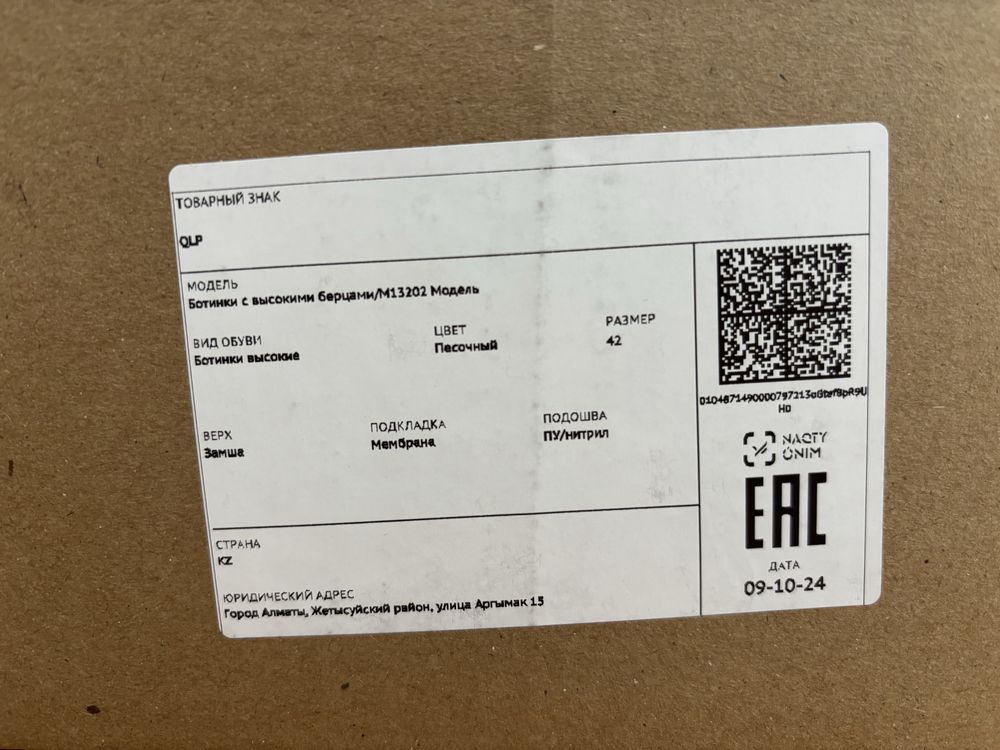 ТОВАРНЫЙ ЗНАК
QLP
МОДЕЛЬ
Ботинки с высокими берцами/М13202 Модель
ВИД ОБУВИ
Ботинки высокие
ЦВЕТ
Песочный
РАЗМЕР
42
ВЕРХ
Замша
ПОДКЛАДКА
Мембрана
ПОДОШВА
ПУ/нитрил
СТРАНА
KZ
ЮРИДИЧЕСКИЙ АДРЕС
Город Алматы, Жетысуйский район, улица Аргымак 15
NAQTY
ÓNIM
EAC
ДАТА
09-10-24